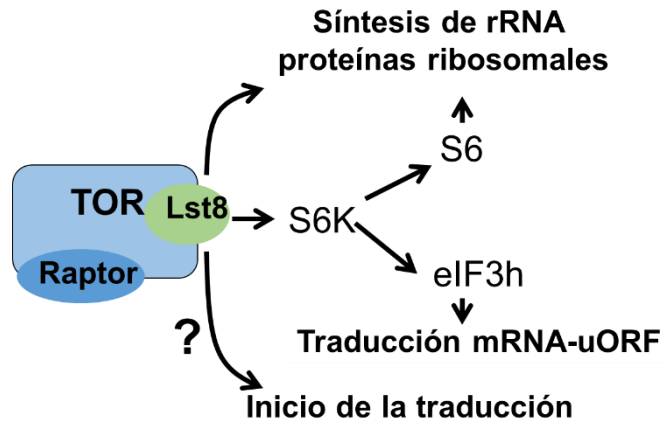 Síntesis de rRNA
proteínas ribosomales
S6
TOR
Lst8
S6K
Raptor
eIF3h
?
Traducción mRNA-uORF
Inicio de la traducción